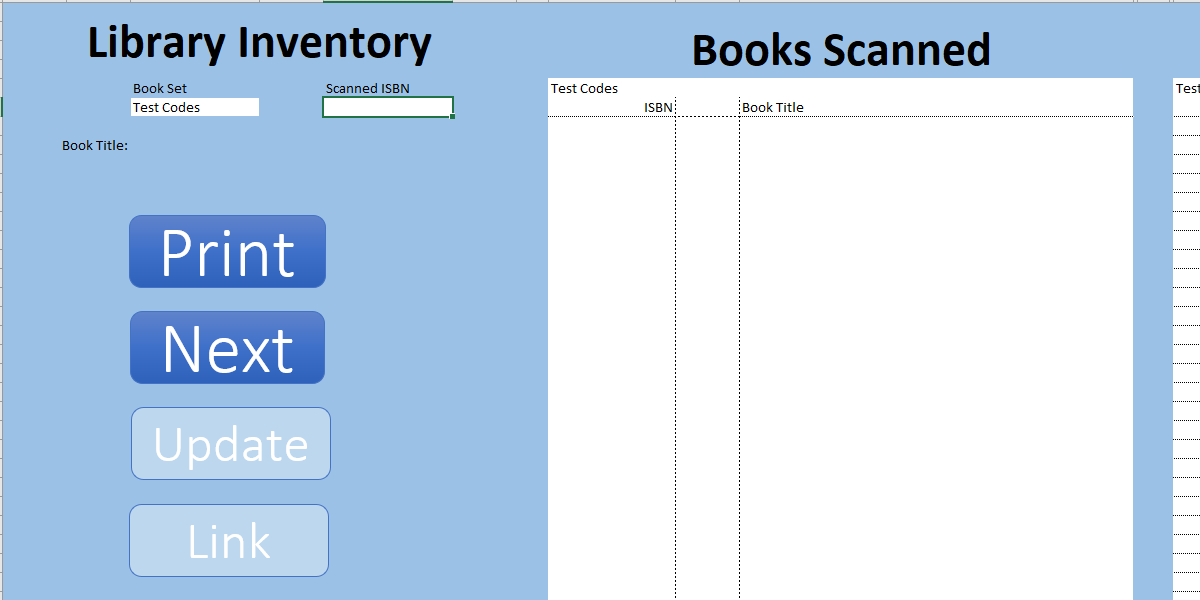 Library Inventory
Book Set
Scanned ISBN
Test Codes
Book Title:
Print
Next
Update
Link
Books Scanned
Test Codes
ISBN
Book Title
Test